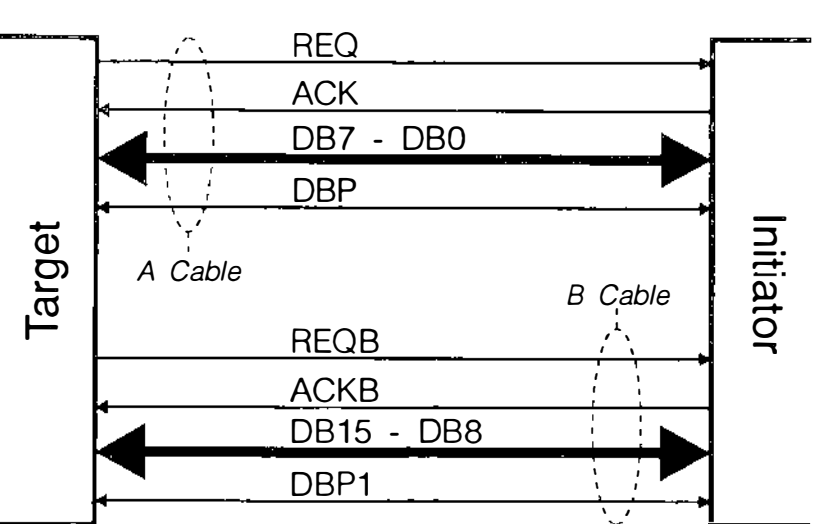 REQ
ACK
DB7 - DB0
DBP
Target
Initiator
A Cable
B Cable
REQB
ACKB
DB15 - DB8
DBP1